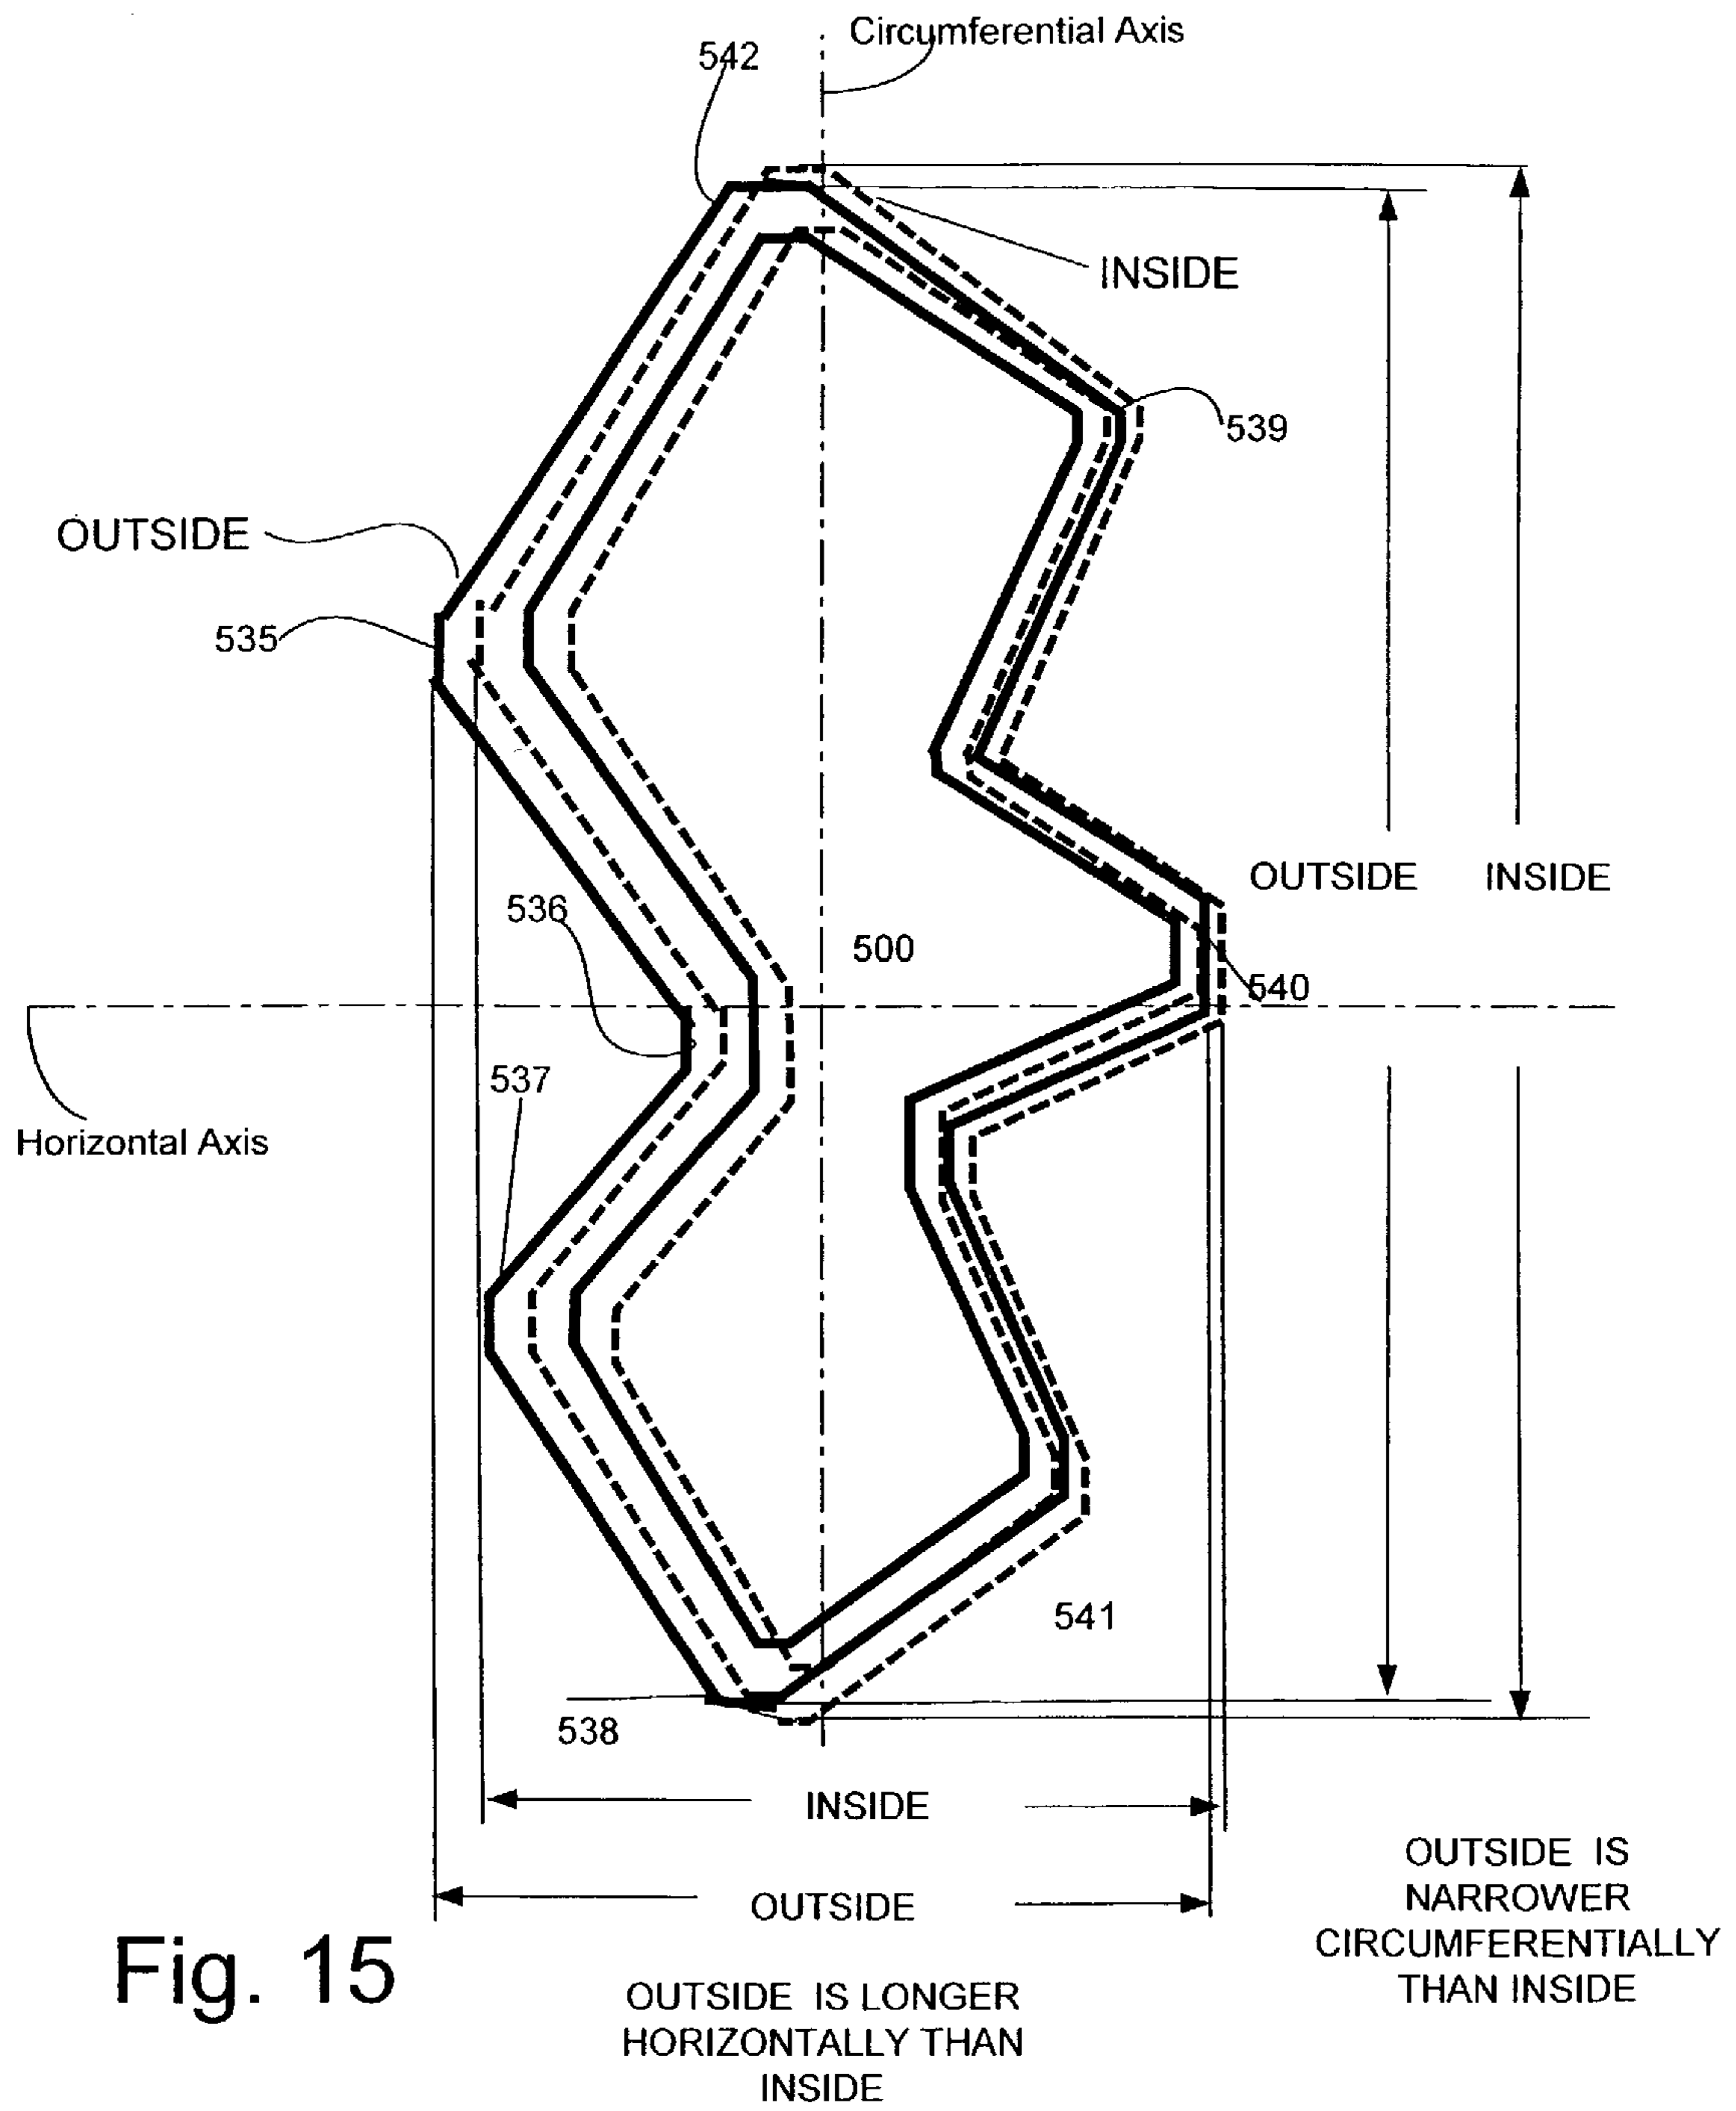 Circumferential Axis
542
INSIDE
539
OUTSIDE
535
OUTSIDE INSIDE
536
500
540
537
Horizontal Axis
541
538
INSIDE
OUTSIDE
OUTSIDE IS
NARROWER
CIRCUMFERENTIALLY
THAN INSIDE
Fig. 15
OUTSIDE IS LONGER
HORIZONTALLY THAN
INSIDE